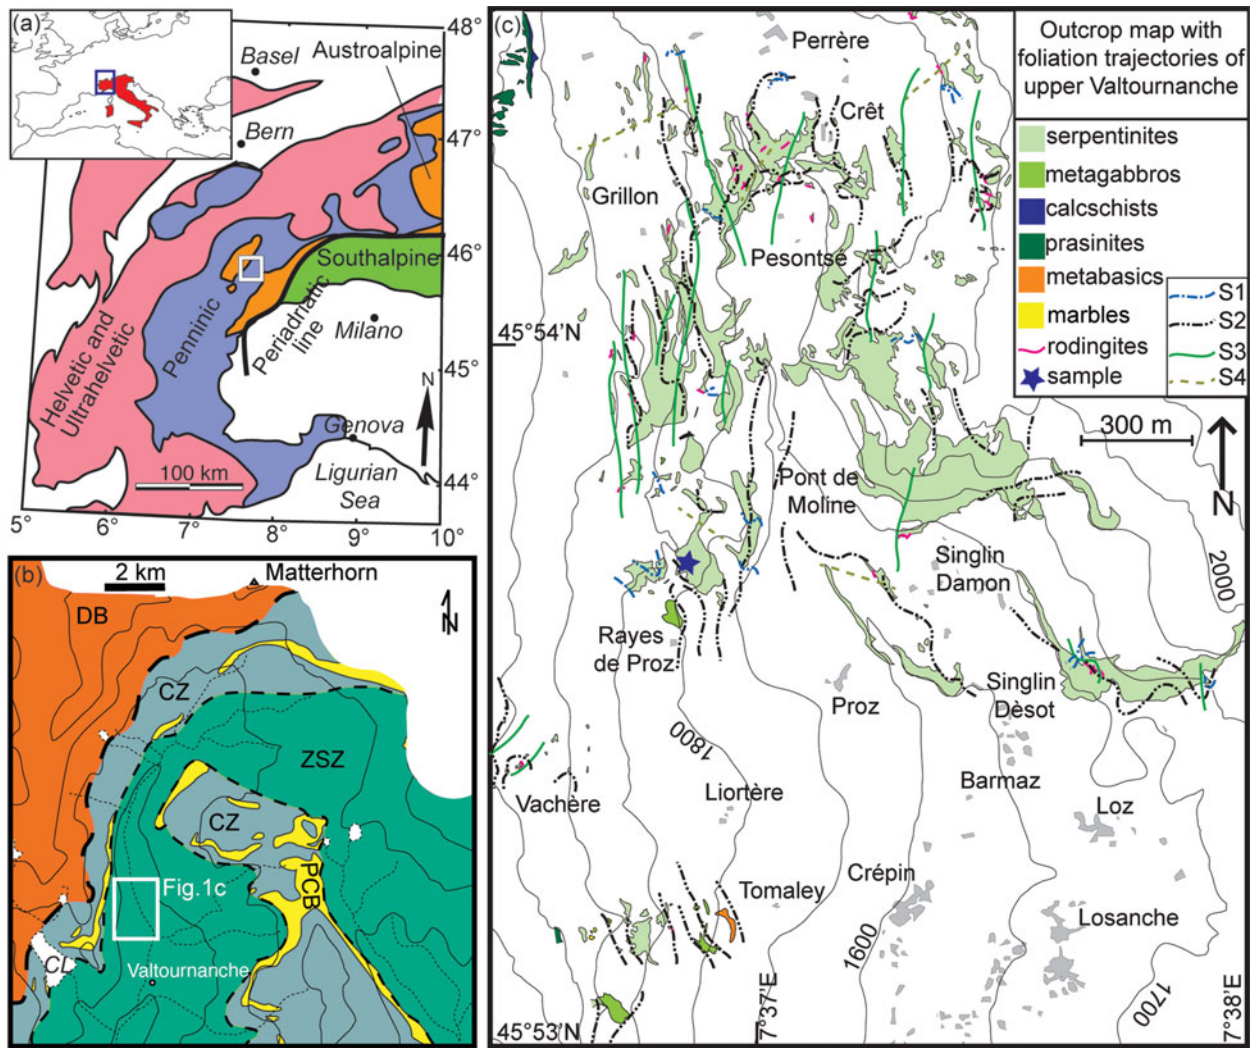 (a)
Basel
Austroalpine
Bern
48°
47°
46°
45°
44°
Southalpine
Penninic
Periadriatic
line
Milano
Helvetic and
Ultrahelvetic
Genova
Ligurian
Sea
N
100 km
5°
6°
7°
8°
9°
10°
(b)
2 km
Matterhorn
N
DB
CZ
ZSZ
CZ
PCB
Fig.1c
CL
Valtournanche
(c)
Perrère
Crêt
Grillon
Pesontse
45°54'N
Pont de
Moline
Singlin
Damon
2000
Rayes
de Proz
Singlin
Dèsot
Proz
1800
Vachère
Liortère
Barmaz
Loz
Tomaley
Crépin
Losanche
1600
1700
45°53'N
7°37'E
7°38'E
Outcrop map with
foliation trajectories of
upper Valtournanche
serpentinites
metagabbros
calcschists
prasinites
metabasics
marbles
rodingites
sample
S1
S2
S3
S4
300 m
N